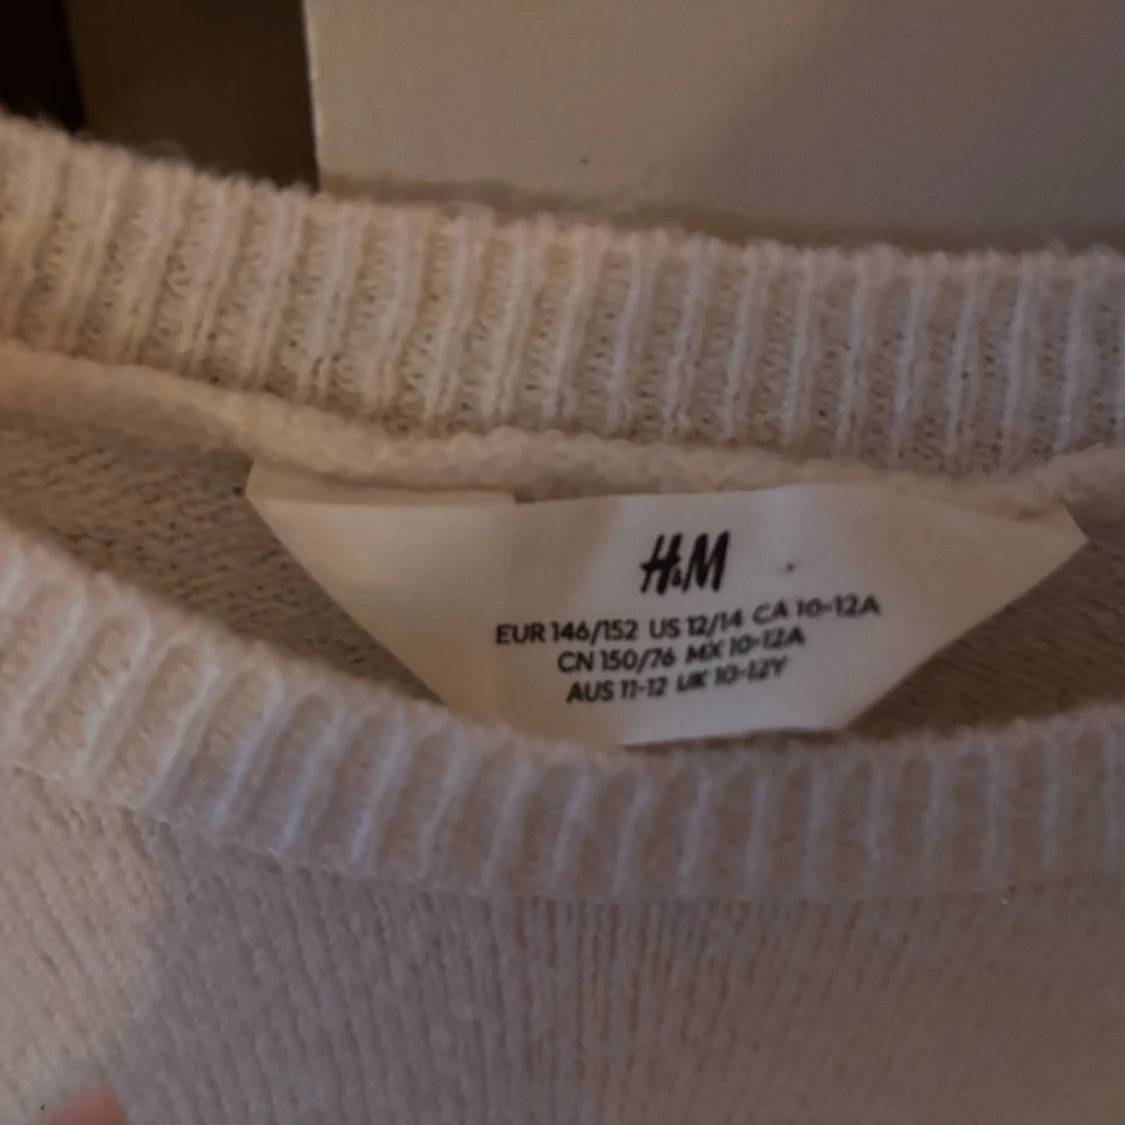 H&M
EUR 146/152 US 12/14 CA 10-12A
CN 150/76 MX 10-12A
AUS 11-12 UK 10-12Y